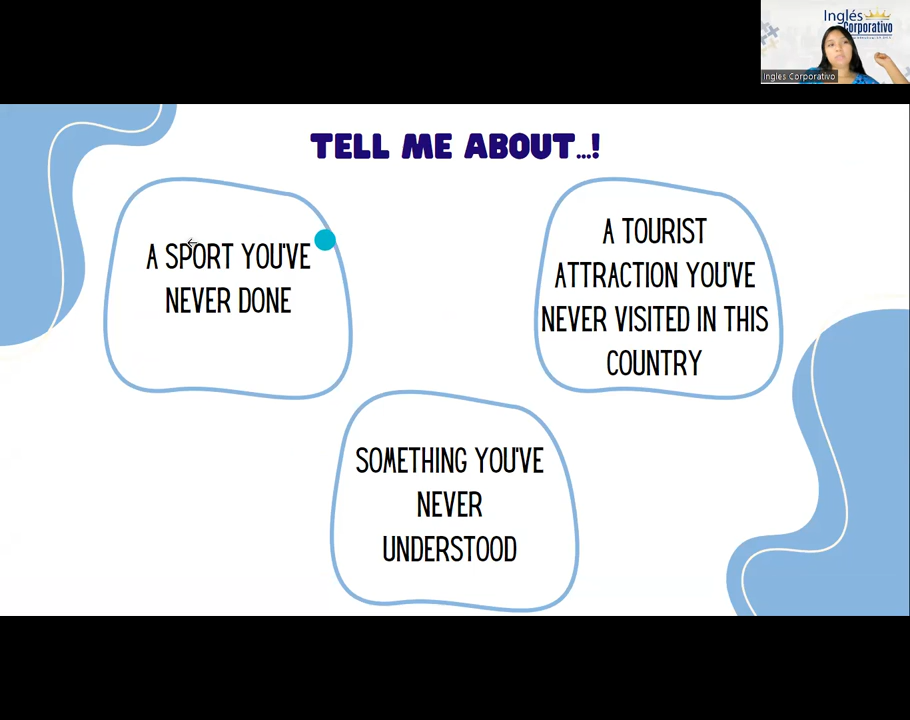 Inglés
Corporativo
Ingles Corporativo
TELL ME ABOUT...!
A SPORT YOU'VE
NEVER DONE
A TOURIST
ATTRACTION YOU'VE
NEVER VISITED IN THIS
COUNTRY
SOMETHING YOU'VE
NEVER
UNDERSTOOD